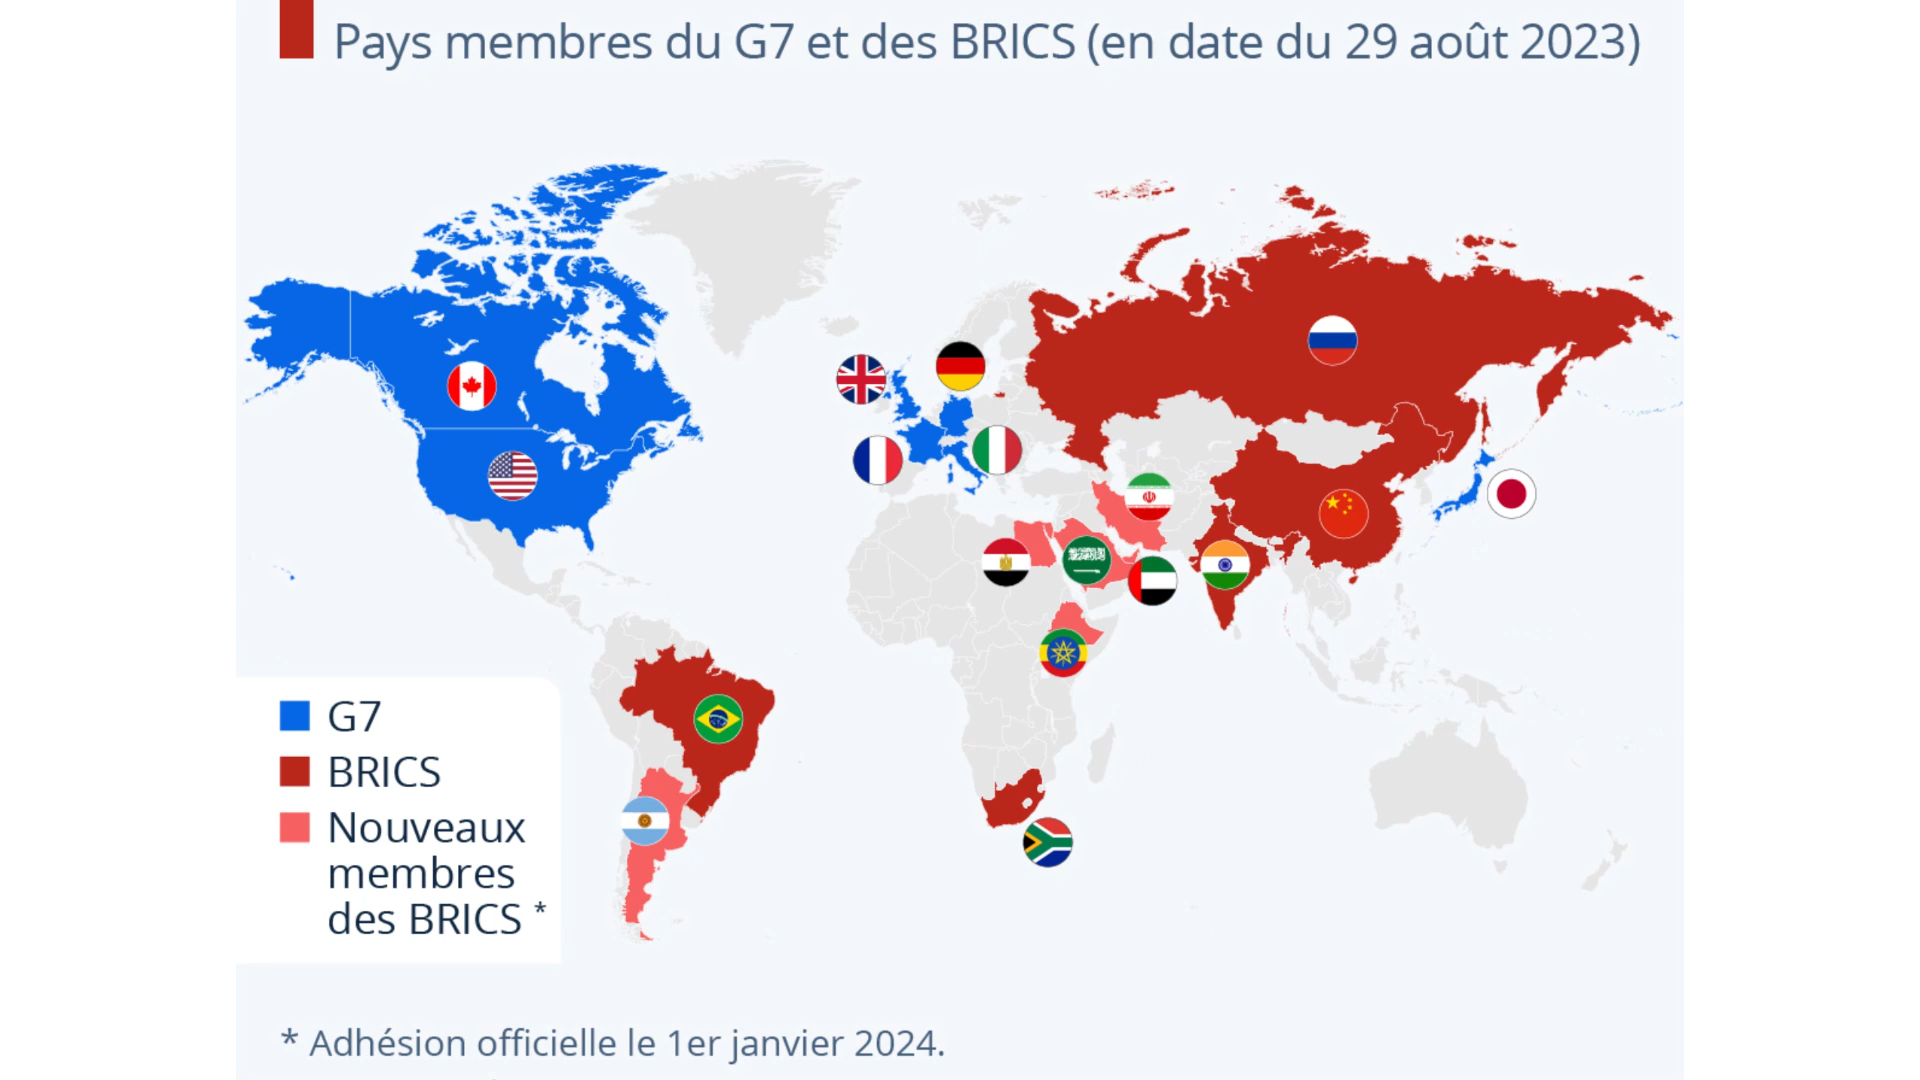 Pays membres du G7 et des BRICS (en date du 29 août 2023)
G7
BRICS
Nouveaux
membres
des BRICS *
* Adhésion officielle le 1er janvier 2024.